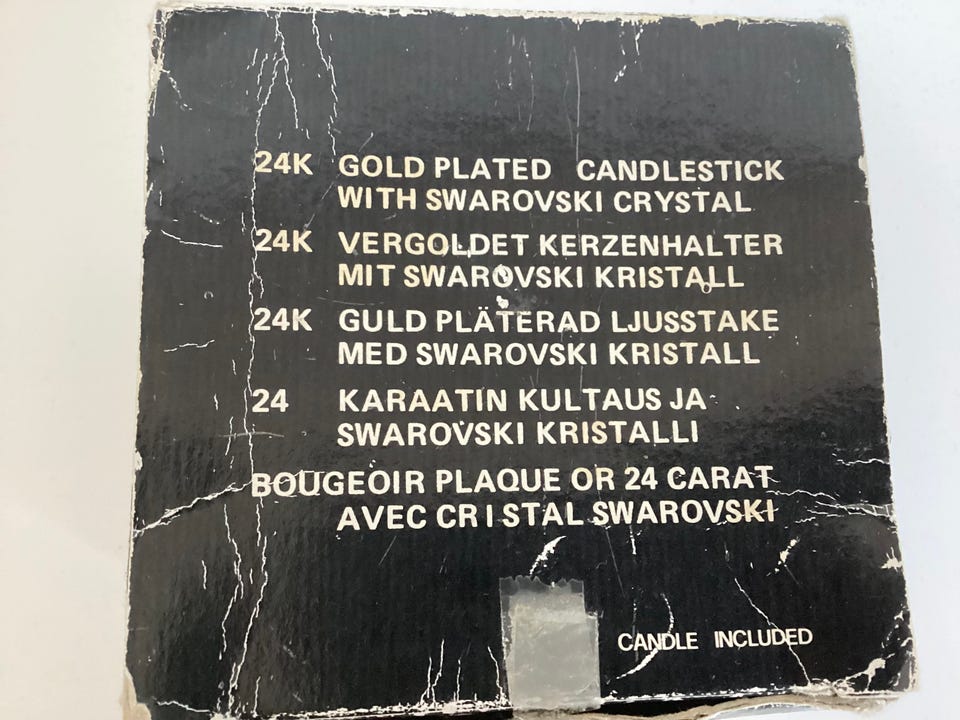 24K GOLD PLATED CANDLESTICK
WITH SWAROVSKI CRYSTAL
24K VERGOLDET KERZENHALTER
MIT SWAROVSKI KRISTALL
24K GULD PLÄTERAD LJUSSTAKE
MED SWAROVSKI KRISTALL
24 KARAATIN KULTAUS JA
SWAROVSKI KRISTALLI
BOUGEOIR PLAQUE OR 24 CARAT
AVEC CRISTAL SWAROVSKI
CANDLE INCLUDED